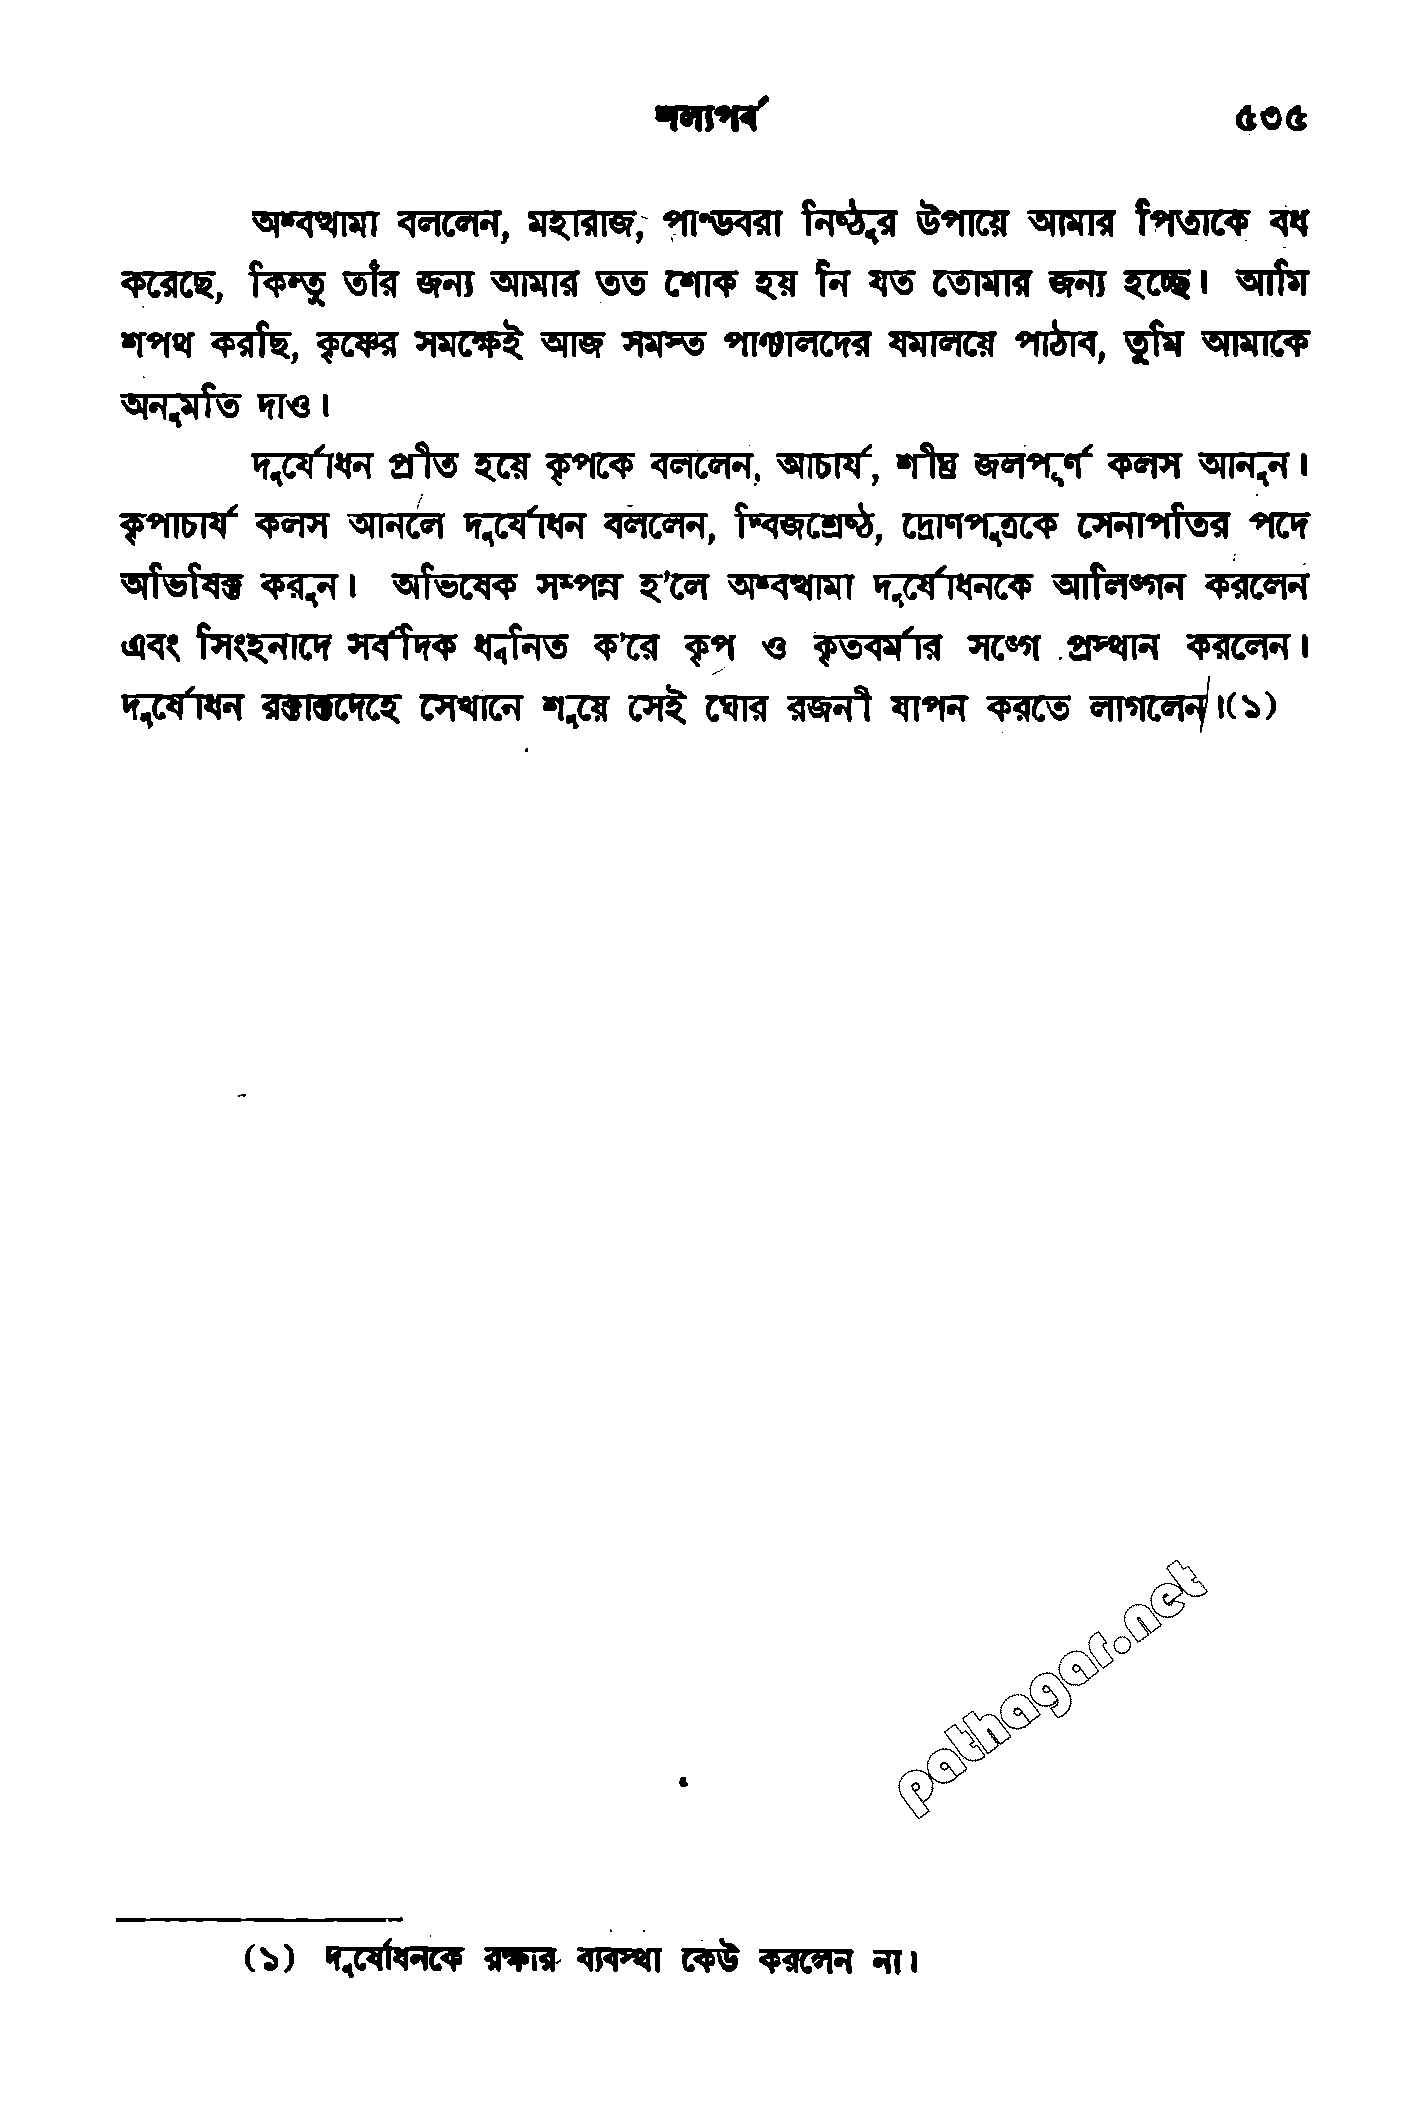 শল্যপর্ব ৫৩৫
অশ্বত্থামা বললেন, মহারাজ, পাণ্ডবরা নিষ্ঠুর উপায়ে আমার পিতাকে বধ
করেছে, কিন্তু তাঁর জন্য আমার তত শোক হয় নি যত তোমার জন্য হচ্ছে। আমি
শপথ করছি, কৃষ্ণের সমক্ষেই আজ সমস্ত পাঞ্চালদের যমালয়ে পাঠাব, তুমি আমাকে
অনুমতি দাও।
দুর্যোধন প্রীত হয়ে কৃপকে বললেন, আচার্য, শীঘ্র জলপূর্ণ কলস আনুন।
কৃপাচার্য কলস আনলে দুর্যোধন বললেন, দ্বিজশ্রেষ্ঠ, দ্রোণপুত্রকে সেনাপতির পদে
অভিষিক্ত করুন। অভিষেক সম্পন্ন হ'লে অশ্বত্থামা দুর্যোধনকে আলিঙ্গন করলেন
এবং সিংহনাদে সর্বদিক ধ্বনিত ক'রে কৃপ ও কৃতবর্মার সঙ্গে প্রস্থান করলেন।
দুর্যোধন রক্তাক্তদেহে সেখানে শুয়ে সেই ঘোর রজনী যাপন করতে লাগলেন।(১)
pathagar.net
(১) দুর্যোধনকে রক্ষার ব্যবস্থা কেউ করলেন না।